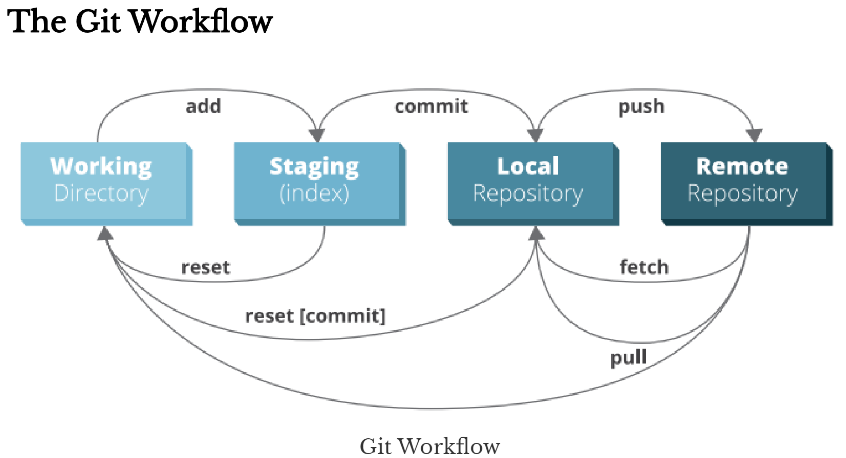 The Git Workflow
add
commit
push
Working
Directory
Staging
(index)
Local
Repository
Remote
Repository
reset
fetch
reset [commit]
pull
Git Workflow